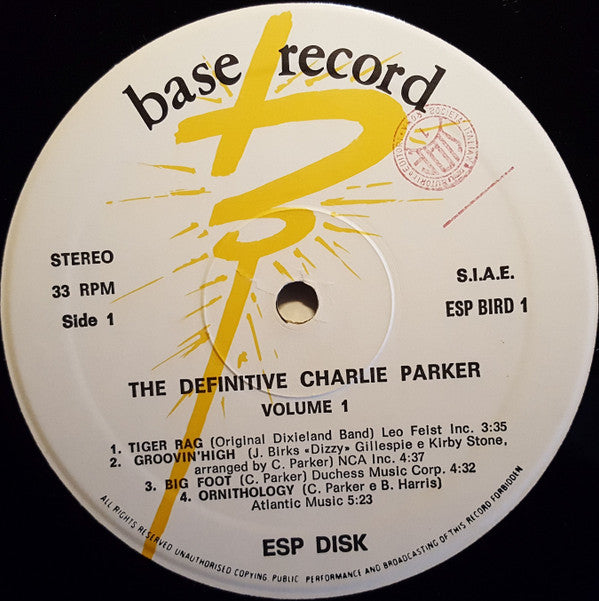 base record
STEREO
33 RPM
Side 1
S.I.A.E.
ESP BIRD 1
THE DEFINITIVE CHARLIE PARKER
VOLUME 1
1. TIGER RAG (Original Dixieland Band) Leo Feist Inc. 3:35
2. GROOVIN'HIGH (J. Birks «Dizzy» Gillespie e Kirby Stone,
arranged by C. Parker) NCA Inc. 4:37
3. BIG FOOT (C. Parker) Duchess Music Corp. 4:32
4. ORNITHOLOGY (C. Parker e B. Harris)
Atlantic Music 5:23
ESP DISK
ALL RIGHTS RESERVED UNAUTHORISED COPYING PUBLIC PERFORMANCE AND BROADCASTING OF THIS RECORD FORBIDDEN